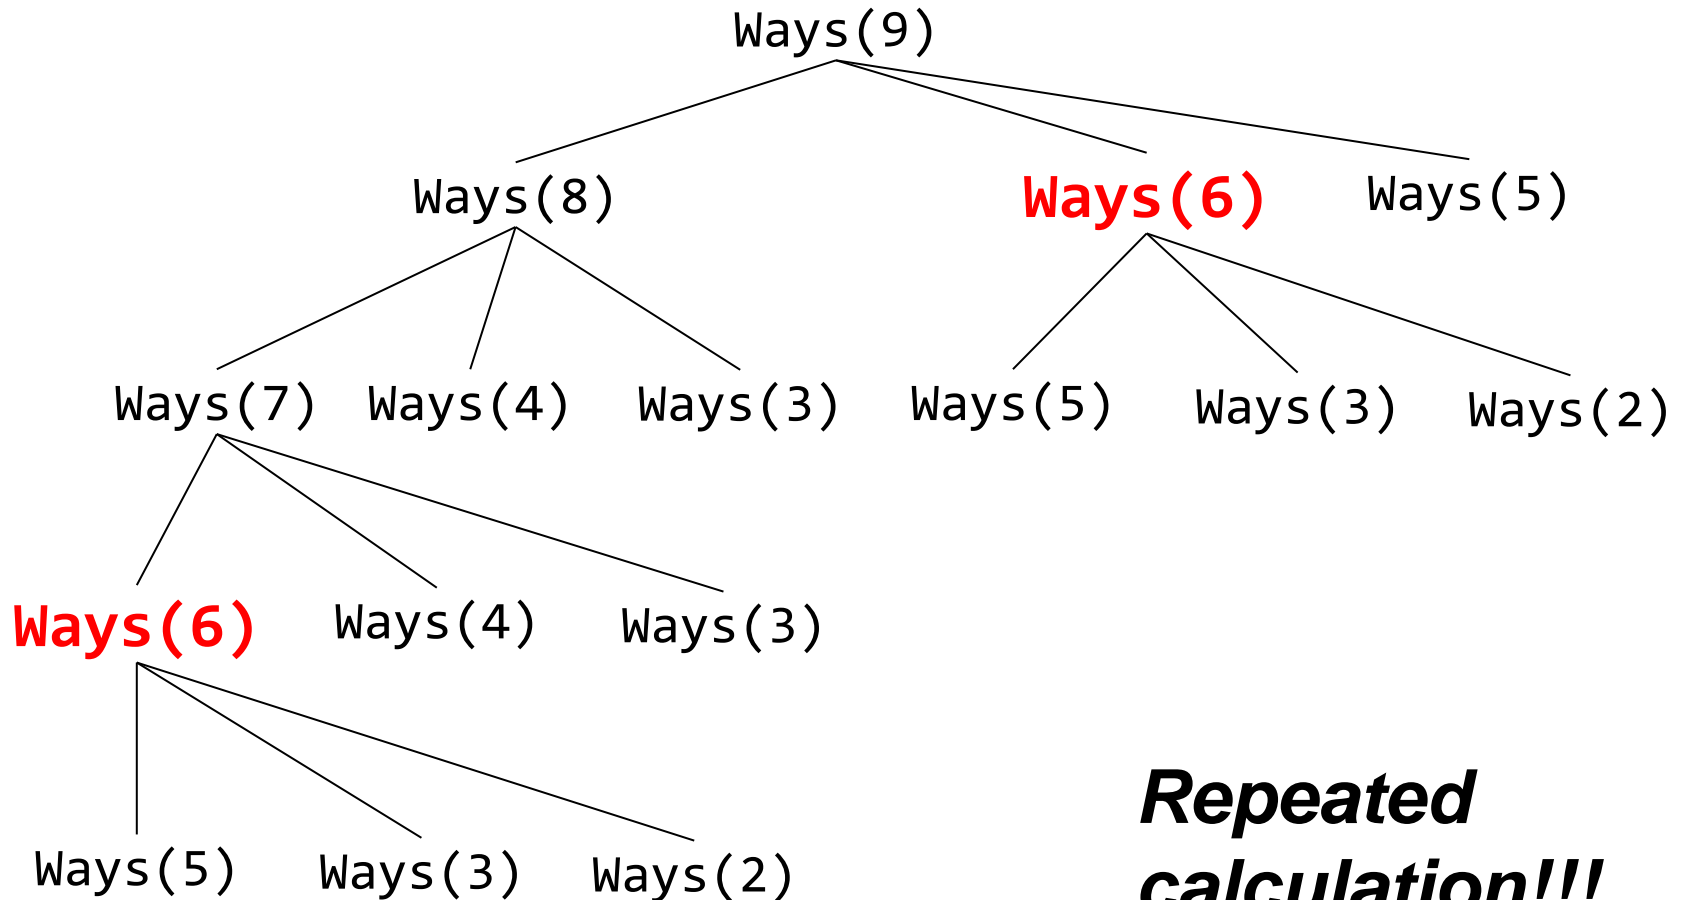 Ways(9)
Ways(8) Ways(6) Ways(5)
Ways(7) Ways(4) Ways(3) Ways(5) Ways(3) Ways(2)
Ways(6) Ways(4) Ways(3)
Ways(5) Ways(3) Ways(2)
Repeated
calculation!!!